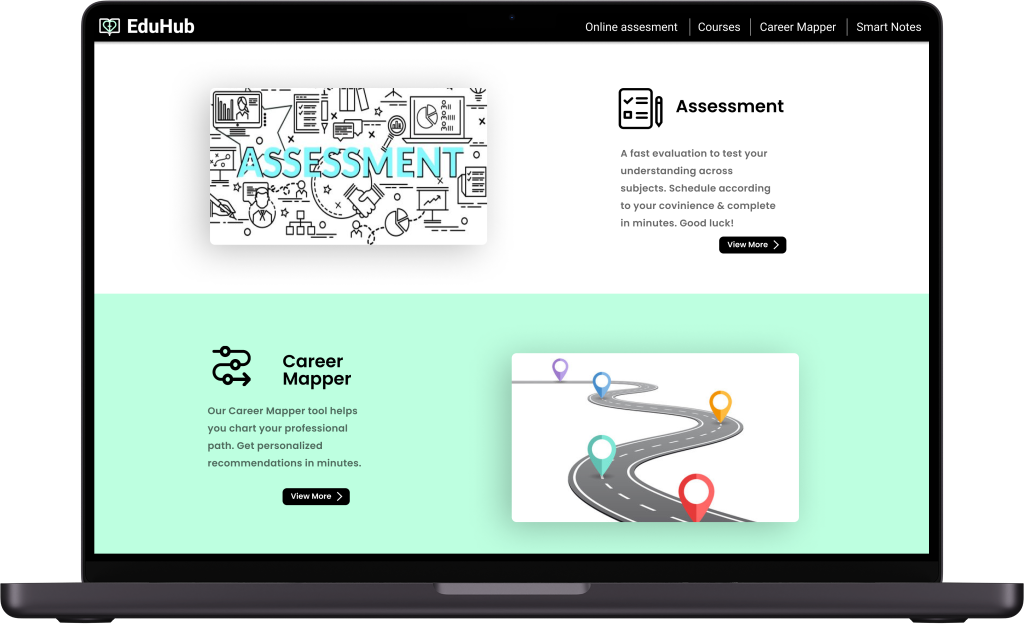 EduHub
Online assesment
Courses
Career Mapper
Smart Notes
ASSESSMENT
Assessment
A fast evaluation to test your
understanding across
subjects. Schedule according
to your covinience & complete
in minutes. Good luck!
View More
Career
Mapper
Our Career Mapper tool helps
you chart your professional
path. Get personalized
recommendations in minutes.
View More